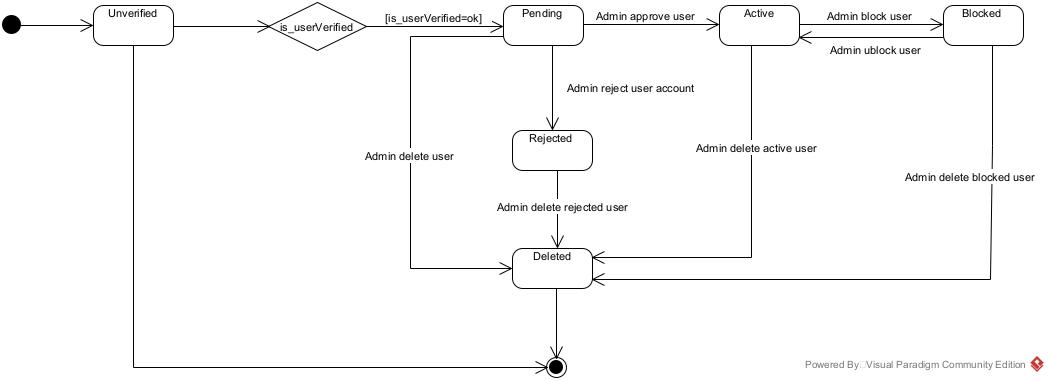 Unverified
is_userVerified
[is_userVerified=ok]
Pending
Admin approve user
Active
Admin block user
Blocked
Admin ublock user
Admin reject user account
Rejected
Admin delete user
Admin delete active user
Admin delete blocked user
Admin delete rejected user
Deleted
Powered By□Visual Paradigm Community Edition